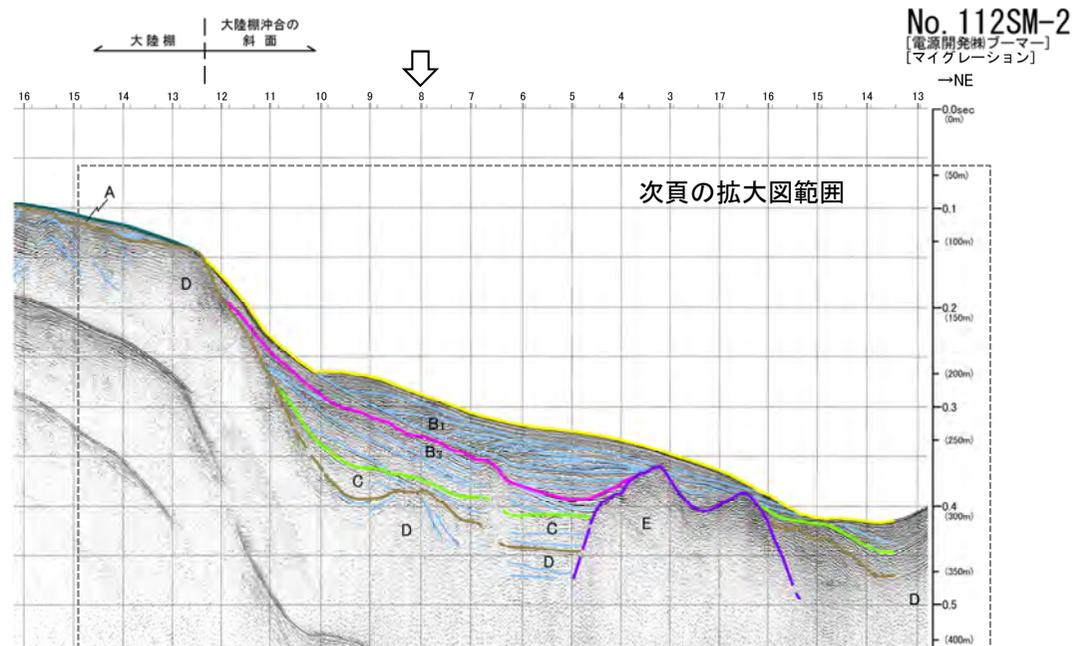 No. 112SM-2
[電源開発㈱ブーマー]
[マイグレーション]
→NE
大陸棚
大陸棚沖合の
斜面
16 15 14 13 12 11 10 9 8 7 6 5 4 3 17 16 15 14 13
0.0sec
(0m)
次頁の拡大図範囲
(50m)
A
0.1
(100m)
D
0.2
(150m)
(200m)
0.3
B1
(250m)
B2
C
0.4
(300m)
E
C
D
D
(350m)
D
0.5
(400m)